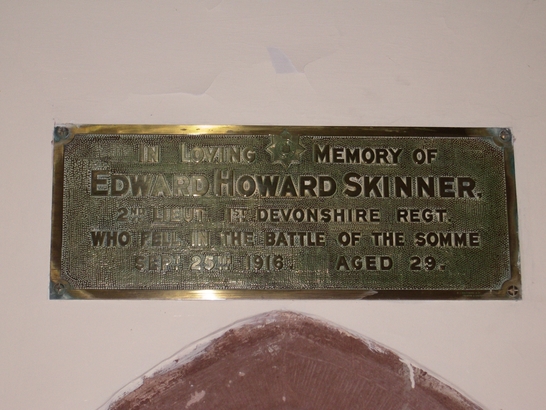 IN LOVING MEMORY OF
EDWARD HOWARD SKINNER,
2ND LIEUT. 1ST DEVONSHIRE REGT.
WHO FELL IN THE BATTLE OF THE SOMME
SEP. 25TH 1916. AGED 29.